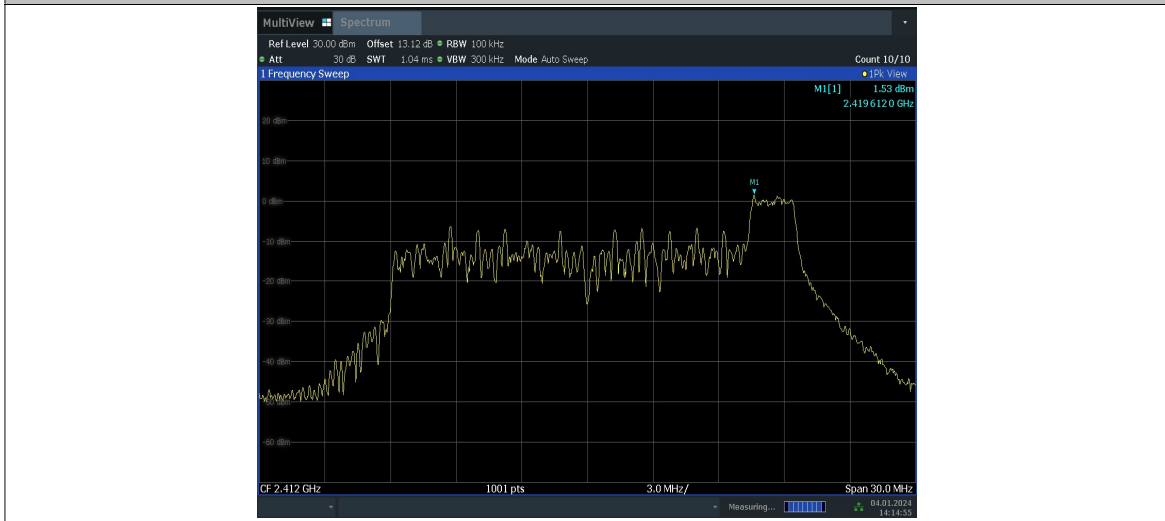 MultiView Spectrum
Ref Level 30.00 dBm Offset 13.12 dB RBW 100 kHz
Att 30 dB SWT 1.04 ms VBW 300 kHz Mode Auto Sweep Count 10/10
1 Frequency Sweep 1Pk View
M1[1] 1.53 dBm
2.419 612 0 GHz
20 dBm
10 dBm
M1
0 dBm
-10 dBm
-20 dBm
-30 dBm
-40 dBm
-50 dBm
-60 dBm
CF 2.412 GHz 1001 pts 3.0 MHz/ Span 30.0 MHz
Measuring... 04.01.2024
14:14:55